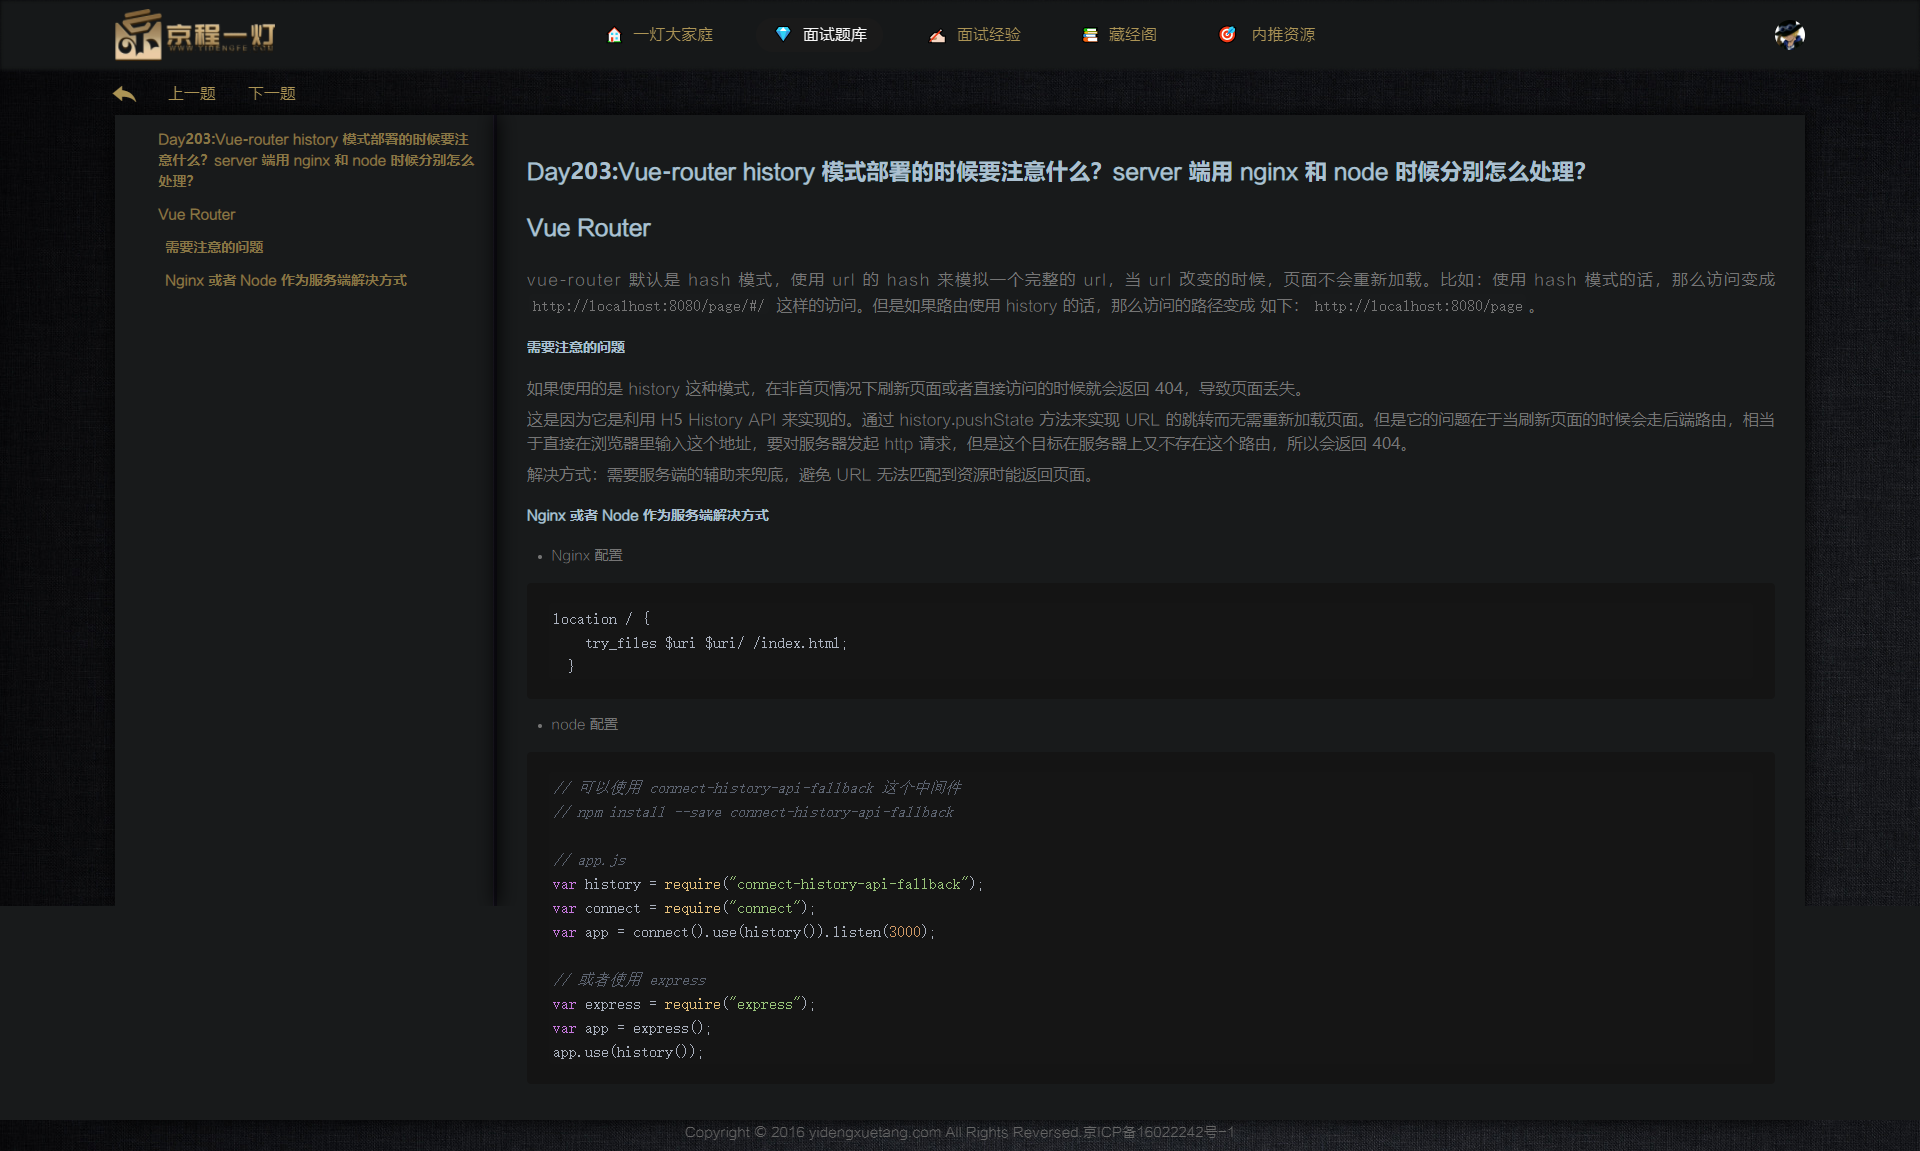 京程一灯
WWW.YIDENGFE.COM
一灯大家庭
面试题库
面试经验
藏经阁
内推资源
上一题
下一题
Day203:Vue-router history 模式部署的时候要注
意什么？server 端用 nginx 和 node 时候分别怎么
处理？
Vue Router
需要注意的问题
Nginx 或者 Node 作为服务端解决方式
Day203:Vue-router history 模式部署的时候要注意什么？server 端用 nginx 和 node 时候分别怎么处理？
Vue Router
vue-router 默认是 hash 模式，使用 url 的 hash 来模拟一个完整的 url，当 url 改变的时候，页面不会重新加载。比如：使用 hash 模式的话，那么访问变成
http://localhost:8080/page/#/ 这样的访问。但是如果路由使用 history 的话，那么访问的路径变成 如下： http://localhost:8080/page 。
需要注意的问题
如果使用的是 history 这种模式，在非首页情况下刷新页面或者直接访问的时候就会返回 404，导致页面丢失。
这是因为它是利用 H5 History API 来实现的。通过 history.pushState 方法来实现 URL 的跳转而无需重新加载页面。但是它的问题在于当刷新页面的时候会走后端路由，相当
于直接在浏览器里输入这个地址，要对服务器发起 http 请求，但是这个目标在服务器上又不存在这个路由，所以会返回 404。
解决方式：需要服务端的辅助来兜底，避免 URL 无法匹配到资源时能返回页面。
Nginx 或者 Node 作为服务端解决方式
• Nginx 配置
location / {
    try_files $uri $uri/ /index.html;
  }
• node 配置
// 可以使用 connect-history-api-fallback 这个中间件
// npm install --save connect-history-api-fallback
// app.js
var history = require("connect-history-api-fallback");
var connect = require("connect");
var app = connect().use(history()).listen(3000);
// 或者使用 express
var express = require("express");
var app = express();
app.use(history());
Copyright © 2016 yidengxuetang.com All Rights Reversed.京ICP备16022242号-1